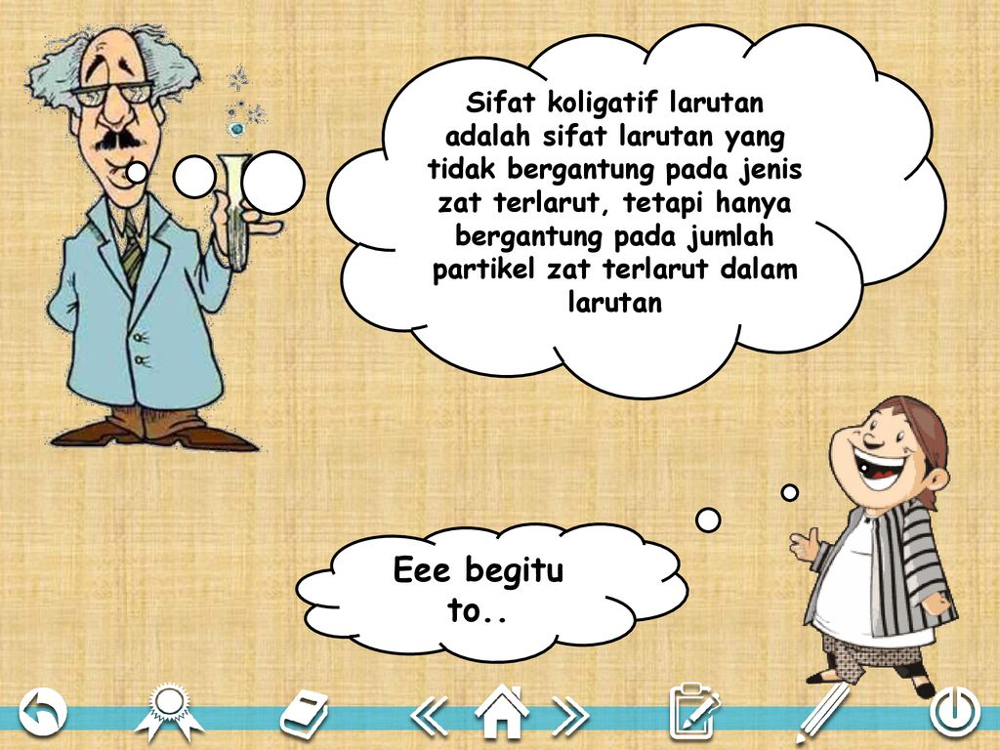 Sifat koligatif larutan
adalah sifat larutan yang
tidak bergantung pada jenis
zat terlarut, tetapi hanya
bergantung pada jumlah
partikel zat terlarut dalam
larutan
Eee begitu
to..